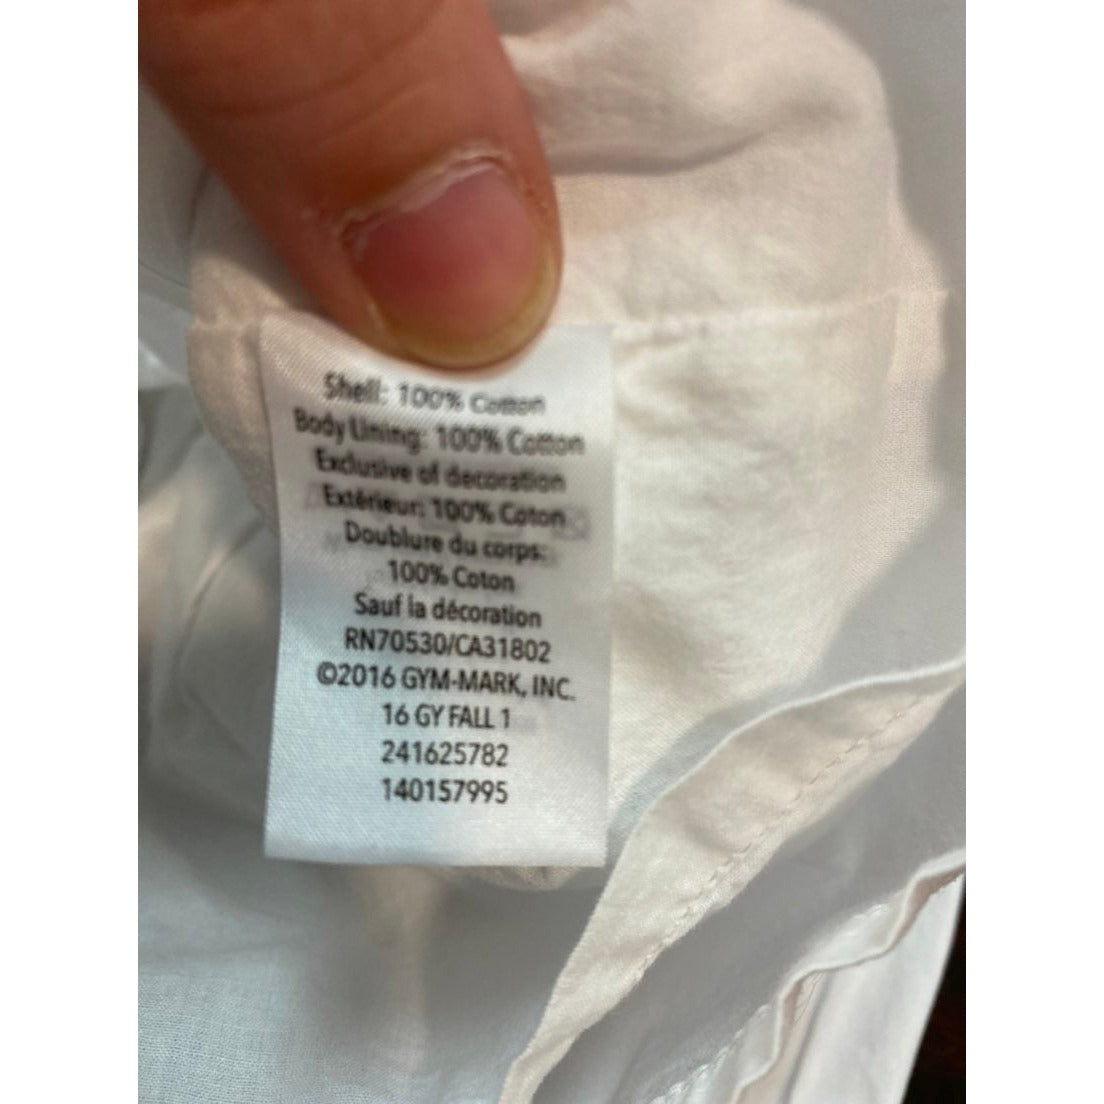 Shell: 100% Cotton
Body Lining: 100% Cotton
Exclusive of decoration
Extérieur: 100% Coton
Doublure du corps:
100% Coton
Sauf la décoration
RN70530/CA31802
©2016 GYM-MARK, INC.
16 GY FALL 1
241625782
140157995